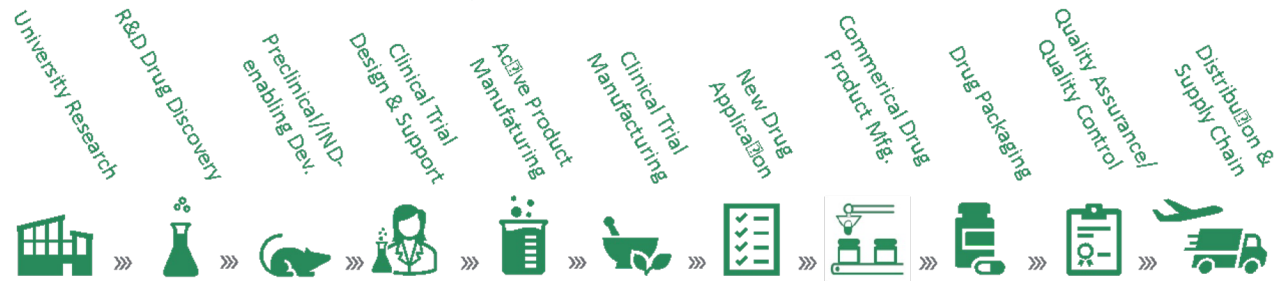 University Research
R&D Drug Discovery
Preclinical/IND-
enabling Dev.
Clinical Trial
Design & Support
Ac�ve Product
Manufaturing
Clinical Trial
Manufacturing
New Drug
Applica�on
Commerical Drug
Product Mfg.
Drug Packaging
Quality Assurance/
Quality Control
Distribu�on &
Supply Chain